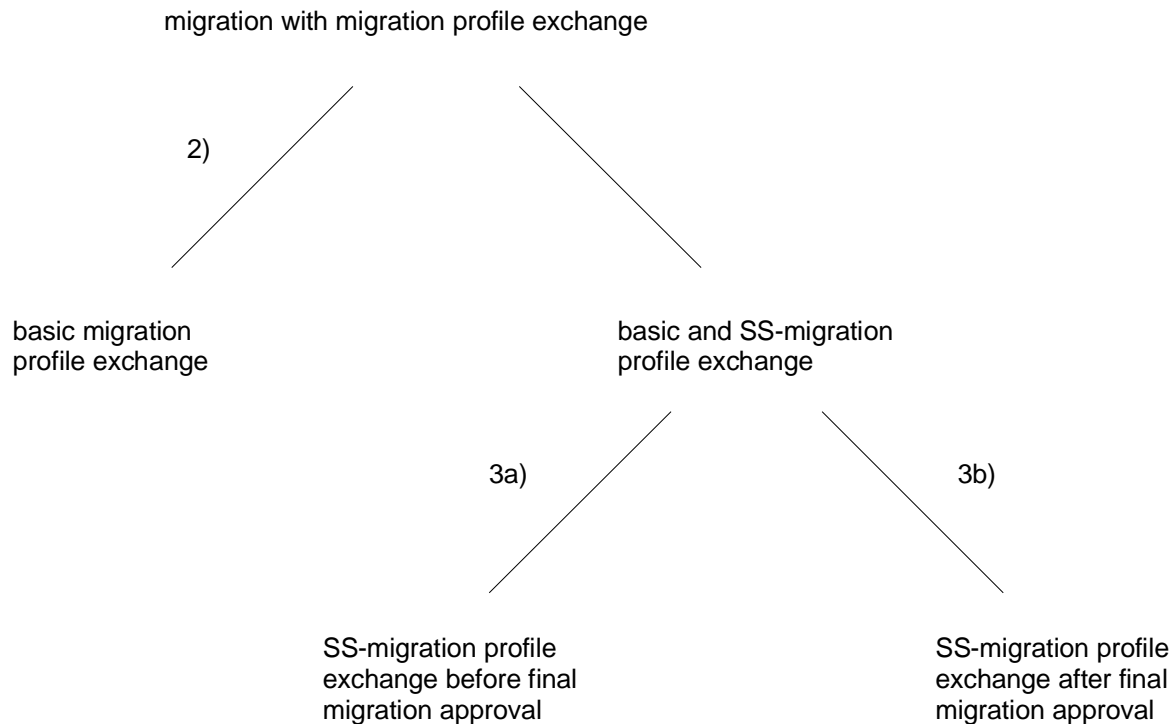 migration with migration profile exchange
2)
basic migration
profile exchange
basic and SS-migration
profile exchange
3a)
3b)
SS-migration profile
exchange before final
migration approval
SS-migration profile
exchange after final
migration approval